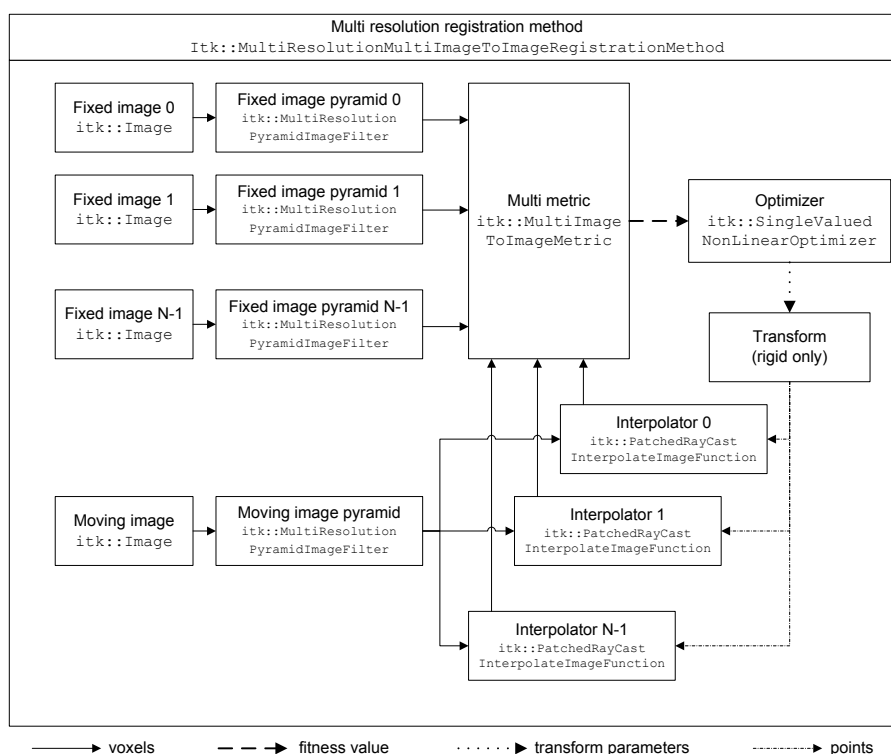 Multi resolution registration method
Itk::MultiResolutionMultiImageToImageRegistrationMethod
Fixed image 0
itk::Image
Fixed image pyramid 0
itk::MultiResolution
PyramidImageFilter
Fixed image 1
itk::Image
Fixed image pyramid 1
itk::MultiResolution
PyramidImageFilter
Multi metric
itk::MultiImage
ToImageMetric
Optimizer
itk::SingleValued
NonLinearOptimizer
Fixed image N-1
itk::Image
Fixed image pyramid N-1
itk::MultiResolution
PyramidImageFilter
Transform
(rigid only)
Interpolator 0
itk::PatchedRayCast
InterpolateImageFunction
Moving image
itk::Image
Moving image pyramid
itk::MultiResolution
PyramidImageFilter
Interpolator 1
itk::PatchedRayCast
InterpolateImageFunction
Interpolator N-1
itk::PatchedRayCast
InterpolateImageFunction
voxels
fitness value
transform parameters
points